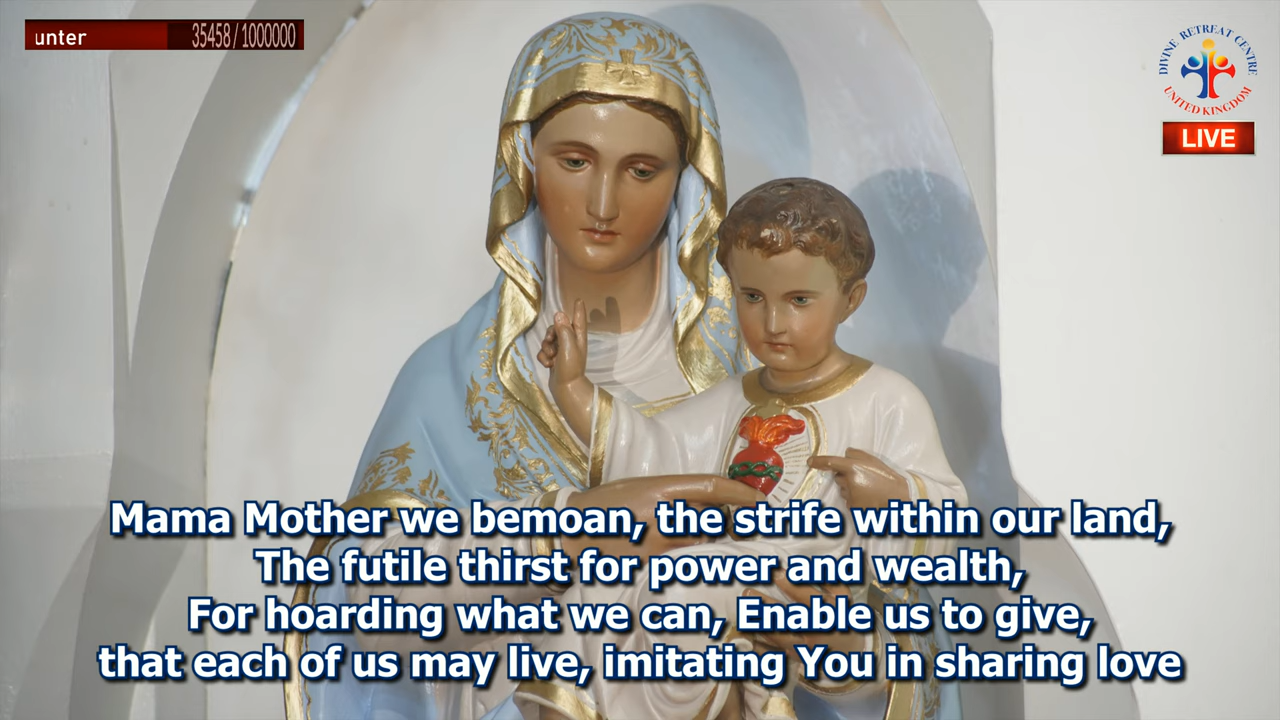 unter 35458/1000000
DIVINE RETREAT CENTRE
UNITED KINGDOM
LIVE
Mama Mother we bemoan, the strife within our land,
The futile thirst for power and wealth,
For hoarding what we can, Enable us to give,
that each of us may live, imitating You in sharing love